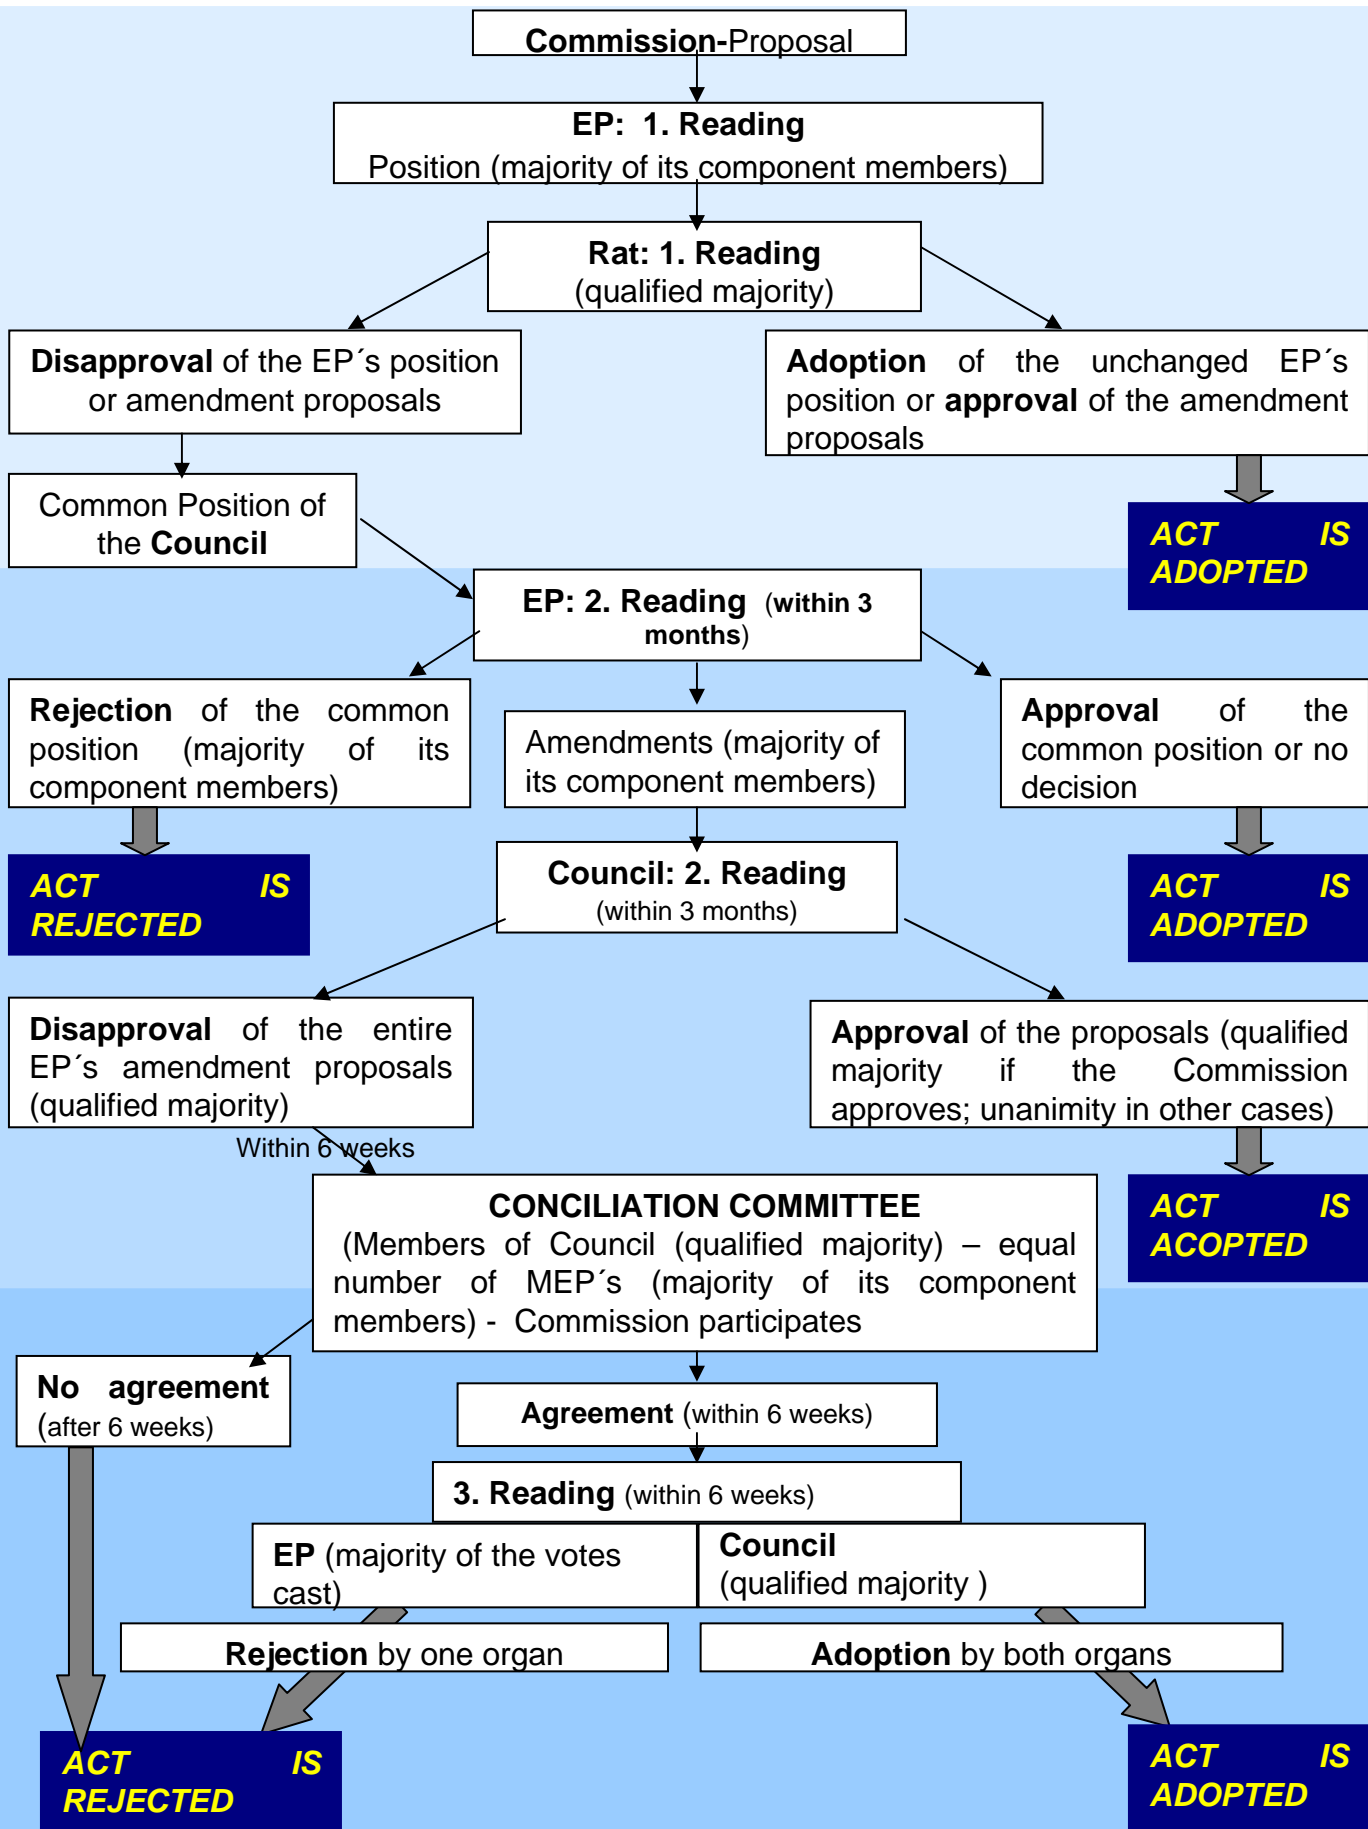 Commission-Proposal
EP: 1. Reading
Position (majority of its component members)
Rat: 1. Reading
(qualified majority)
Disapproval of the EP´s position
or amendment proposals
Adoption of the unchanged EP´s
position or approval of the amendment
proposals
Common Position of
the Council
ACT IS
ADOPTED
EP: 2. Reading (within 3
months)
Rejection of the common
position (majority of its
component members)
Amendments (majority of
its component members)
Approval of the
common position or no
decision
ACT IS
REJECTED
Council: 2. Reading
(within 3 months)
ACT IS
ADOPTED
Disapproval of the entire
EP´s amendment proposals
(qualified majority)
Approval of the proposals (qualified
majority if the Commission
approves; unanimity in other cases)
Within 6 weeks
CONCILIATION COMMITTEE
(Members of Council (qualified majority) – equal
number of MEP´s (majority of its component
members) - Commission participates
ACT IS
ACOPTED
No agreement
(after 6 weeks)
Agreement (within 6 weeks)
3. Reading (within 6 weeks)
EP (majority of the votes
cast)
Council
(qualified majority )
Rejection by one organ
Adoption by both organs
ACT IS
REJECTED
ACT IS
ADOPTED